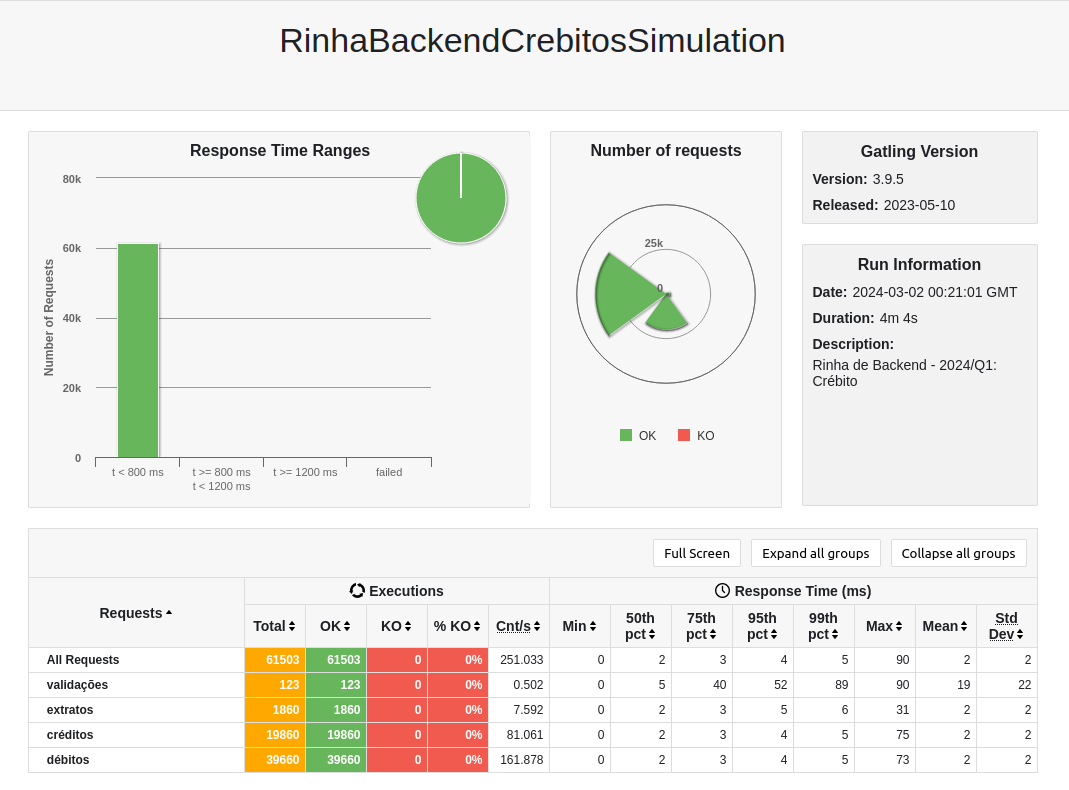 RinhaBackendCrebitosSimulation
Response Time Ranges
Number of Requests
80k
60k
40k
20k
0
t < 800 ms
t >= 800 ms
t < 1200 ms
t >= 1200 ms
failed
Number of requests
25k
0
OK
KO
Gatling Version
Version: 3.9.5
Released: 2023-05-10
Run Information
Date: 2024-03-02 00:21:01 GMT
Duration: 4m 4s
Description:
Rinha de Backend - 2024/Q1:
Crébito
Full Screen Expand all groups Collapse all groups
Requests Executions Response Time (ms)
Total OK KO % KO Cnt/s Min 50th pct 75th pct 95th pct 99th pct Max Mean Std Dev
All Requests 61503 61503 0 0% 251.033 0 2 3 4 5 90 2 2
validações 123 123 0 0% 0.502 0 5 40 52 89 90 19 22
extratos 1860 1860 0 0% 7.592 0 2 3 5 6 31 2 2
créditos 19860 19860 0 0% 81.061 0 2 3 4 5 75 2 2
débitos 39660 39660 0 0% 161.878 0 2 3 4 5 73 2 2